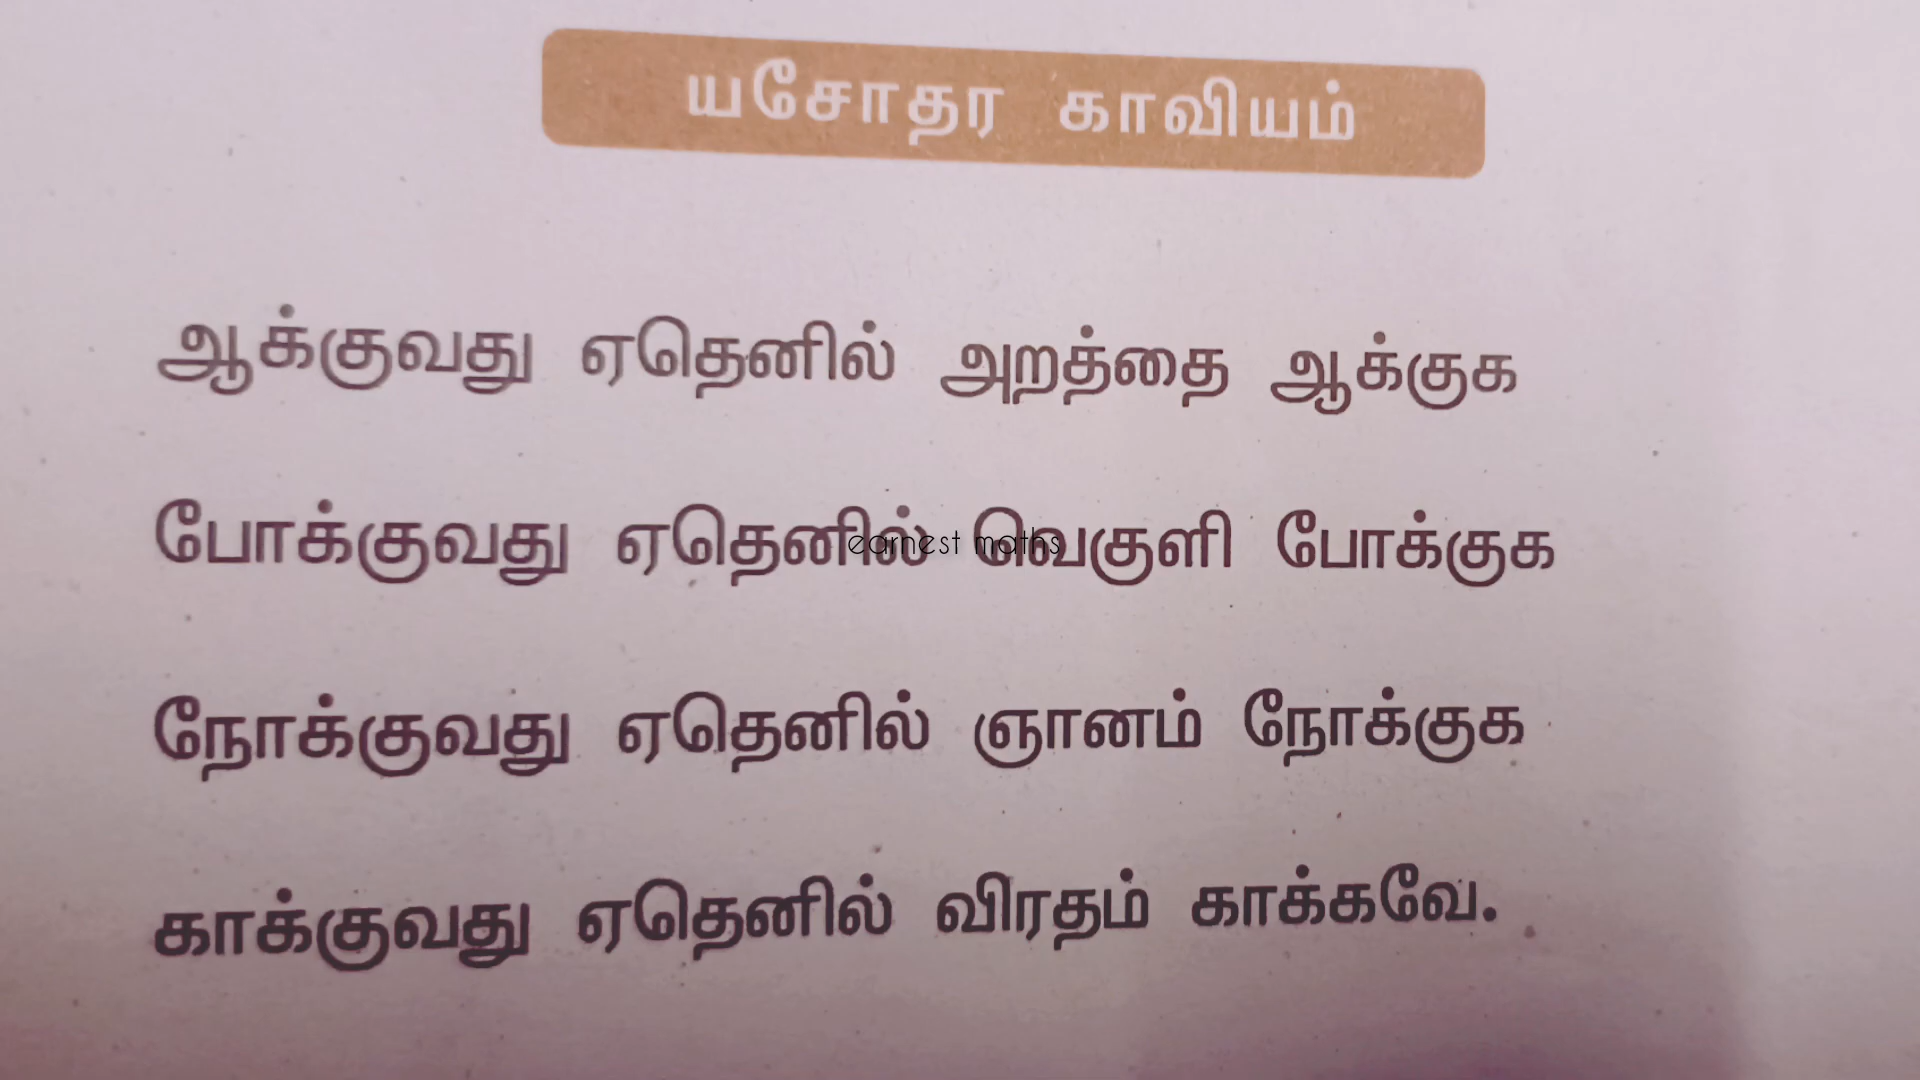 யசோதர காவியம்
ஆக்குவது ஏதெனில் அறத்தை ஆக்குக
போக்குவது ஏதெனில் வெகுளி போக்குக
earnest maths
நோக்குவது ஏதெனில் ஞானம் நோக்குக
காக்குவது ஏதெனில் விரதம் காக்கவே.